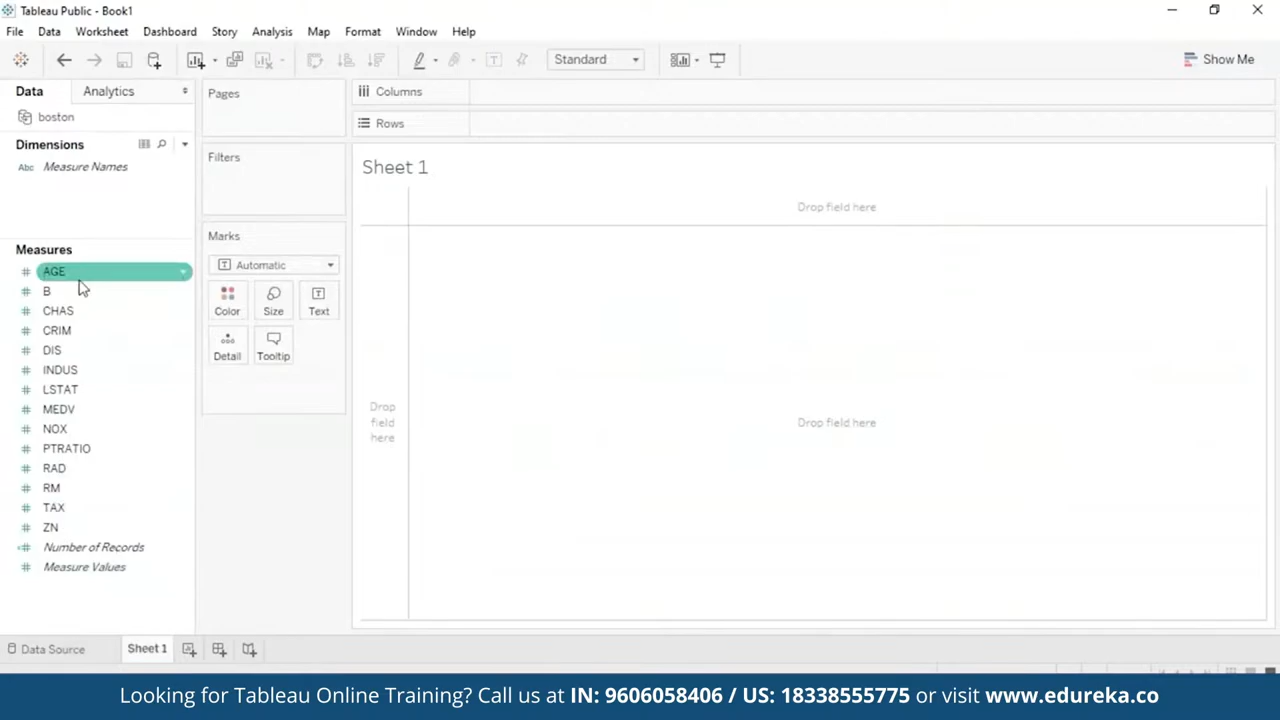 Tableau Public - Book1
File Data Worksheet Dashboard Story Analysis Map Format Window Help
Standard
Show Me
Data Analytics
boston
Dimensions
Abc Measure Names
Measures
# AGE
# B
# CHAS
# CRIM
# DIS
# INDUS
# LSTAT
# MEDV
# NOX
# PTRATIO
# RAD
# RM
# TAX
# ZN
# Number of Records
# Measure Values
Pages
Filters
Marks
Automatic
Color Size Text
Detail Tooltip
Columns
Rows
Sheet 1
Drop field here
Drop
field
here
Drop field here
Data Source Sheet 1
Looking for Tableau Online Training? Call us at IN: 9606058406 / US: 18338555775 or visit www.edureka.co